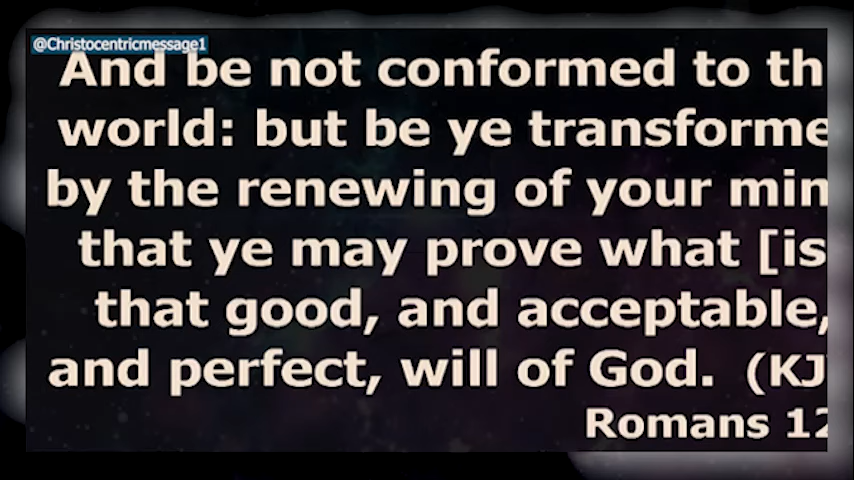 @Christocentricmessage1
And be not conformed to th
world: but be ye transforme
by the renewing of your min
that ye may prove what [is
that good, and acceptable,
and perfect, will of God. (KJ
Romans 12